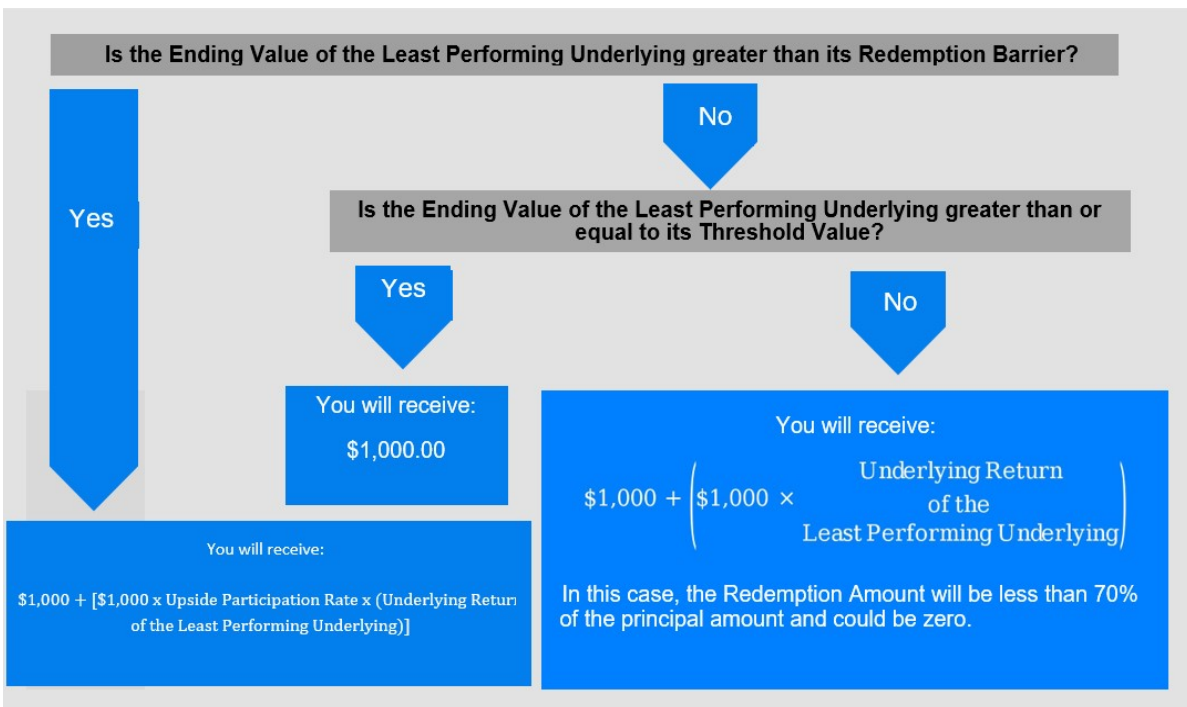 Is the Ending Value of the Least Performing Underlying greater than its Redemption Barrier?
No
Yes
Is the Ending Value of the Least Performing Underlying greater than or
equal to its Threshold Value?
Yes
No
You will receive:
$1,000.00
You will receive:
$1,000 + ($1,000 × Underlying Return
of the
Least Performing Underlying)
In this case, the Redemption Amount will be less than 70%
of the principal amount and could be zero.
You will receive:
$1,000 + [$1,000 x Upside Participation Rate x (Underlying Retur
of the Least Performing Underlying)]